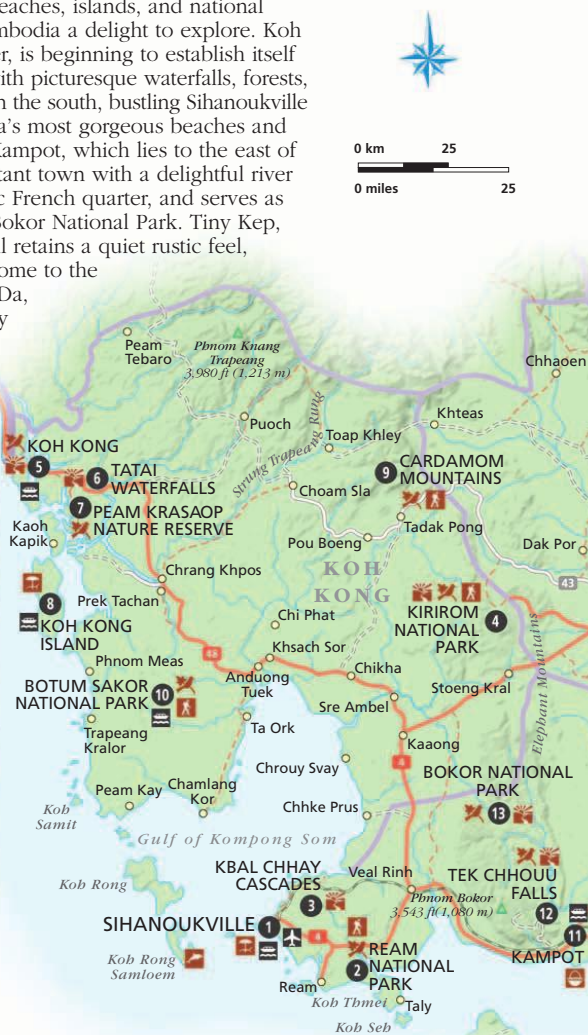 eaches, islands, and national
mbodia a delight to explore. Koh
er, is beginning to establish itself
ith picturesque waterfalls, forests,
n the south, bustling Sihanoukville
a's most gorgeous beaches and
Kampot, which lies to the east of
tant town with a delightful river
c French quarter, and serves as
Bokor National Park. Tiny Kep,
ll retains a quiet rustic feel,
ome to the
Da,
y
0 km 25
0 miles 25
Peam
Tebaro
Phnom Knang
Trapeang
3,980 ft (1,213 m)
Chhaoen
Puoch
Khteas
Toap Khley
Strung Trapeang Rung
KOH KONG
5
6
TATAI
WATERFALLS
9
CARDAMOM
MOUNTAINS
Choam Sla
7
PEAM KRASAOP
NATURE RESERVE
Tadak Pong
Kaoh
Kapik
Pou Boeng
Dak Por
KOH
KONG
Chrang Khpos
43
Prek Tachan
8
KOH KONG
ISLAND
Chi Phat
KIRIROM
NATIONAL
PARK
4
Khsach Sor
48
Phnom Meas
Anduong
Tuek
Chikha
Stoeng Kral
Elephant Mountains
BOTUM SAKOR
NATIONAL PARK
10
Sre Ambel
Trapeang
Kralor
Ta Ork
Kaaong
4
Chrouy Svay
BOKOR NATIONAL
PARK
13
Peam Kay
Chamlang
Kor
Chhke Prus
Koh
Samit
Gulf of Kompong Som
KBAL CHHAY
CASCADES
3
Veal Rinh
TEK CHHOUU
FALLS
12
Koh Rong
Phnom Bokor
3,543 ft(1,080 m)
SIHANOUKVILLE
1
4
11
KAMPOT
REAM
NATIONAL
PARK
2
Koh Rong
Samloem
Ream
Koh Thmei
Taly
Koh Seh